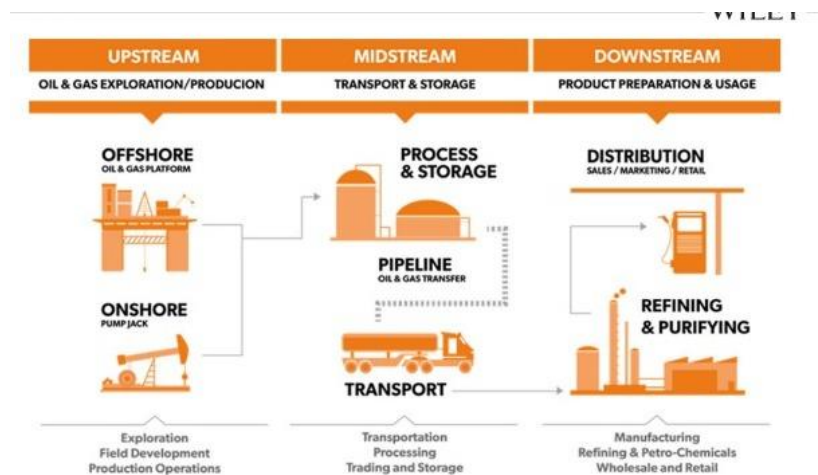 WILEY
UPSTREAM
OIL & GAS EXPLORATION/PRODUCION
OFFSHORE
OIL & GAS PLATFORM
ONSHORE
PUMP JACK
Exploration
Field Development
Production Operations
MIDSTREAM
TRANSPORT & STORAGE
PROCESS
& STORAGE
PIPELINE
OIL & GAS TRANSFER
TRANSPORT
Transportation
Processing
Trading and Storage
DOWNSTREAM
PRODUCT PREPARATION & USAGE
DISTRIBUTION
SALES / MARKETING / RETAIL
REFINING
& PURIFYING
Manufacturing
Refining & Petro-Chemicals
Wholesale and Retail